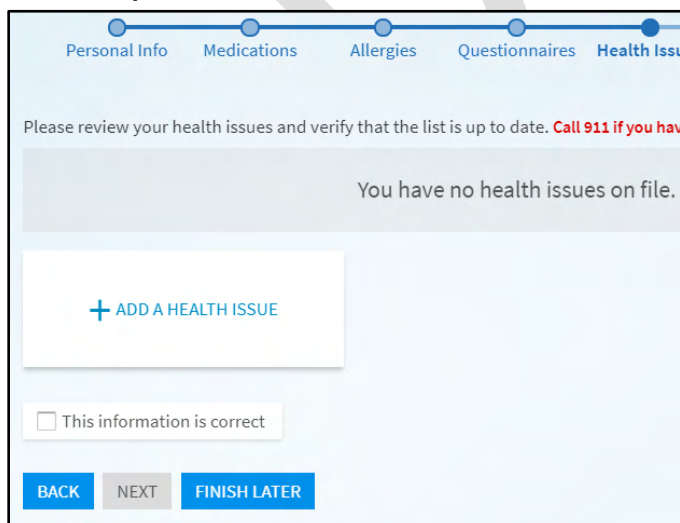 Personal Info Medications Allergies Questionnaires Health
Please review your health issues and verify that the list is up to date. Call 911 if you
You have no health issues on file.
+ ADD A HEALTH ISSUE
This information is correct
BACK NEXT FINISH LATER